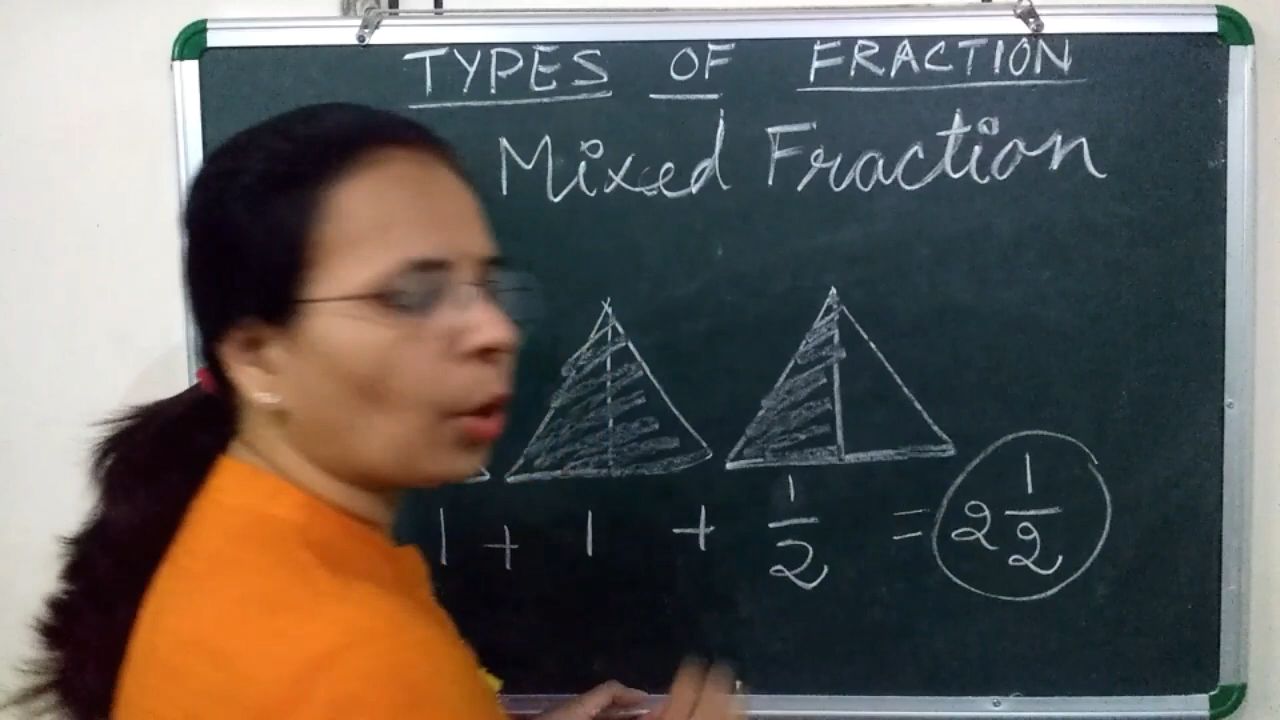 TYPES OF FRACTION
Mixed Fraction
1 + 1 + 1/2 = 2 1/2